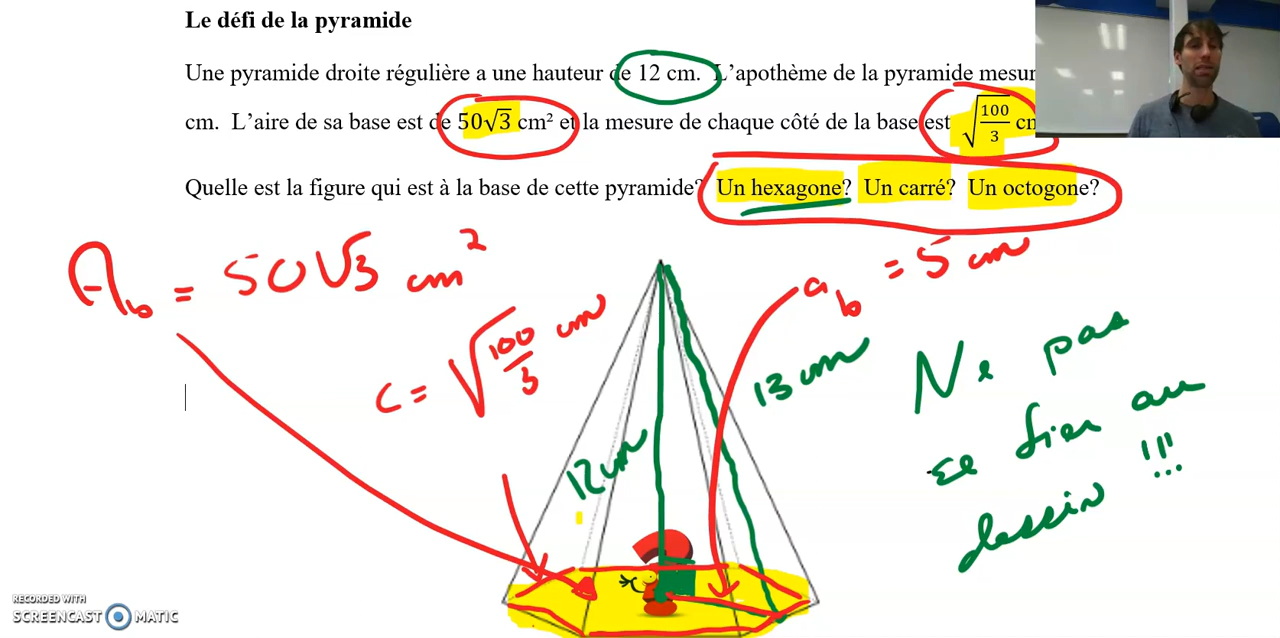 Le défi de la pyramide
Une pyramide droite régulière a une hauteur de 12 cm. L'apothème de la pyramide mesur
cm. L'aire de sa base est de 50√3 cm² et la mesure de chaque côté de la base est √(100/3) cm
Quelle est la figure qui est à la base de cette pyramide? Un hexagone? Un carré? Un octogone?
A_b = 50√3 cm²
a_b = 5 cm
c = √(100/3) cm
13 cm
12 cm
Ne pas
se fier au
dessin !!!
RECORDED WITH
SCREENCAST MATIC